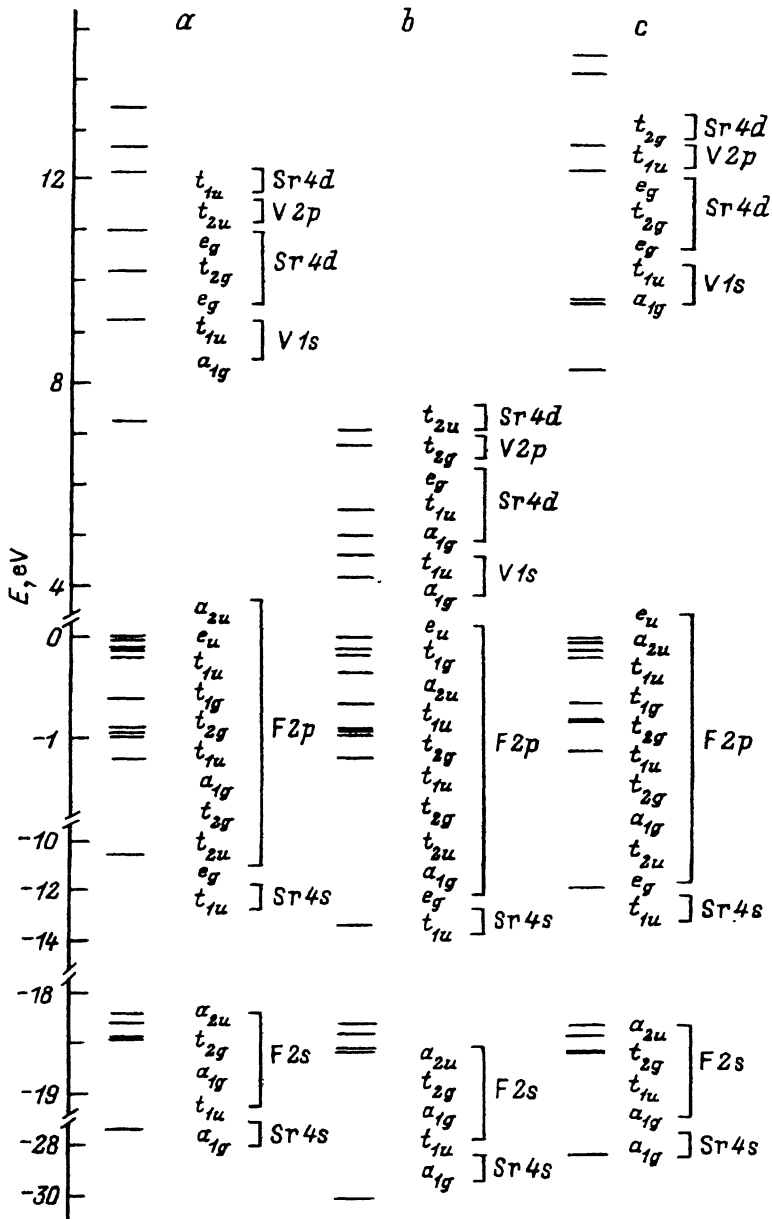 a b c
E, eV
12
8
4
0
-1
-10
-12
-14
-18
-19
-28
-30
t1u ] Sr4d
t2u ] V2p
eg
t2g ] Sr4d
eg
t1u ] V1s
a1g
a2u
eu
t1u
t1g
t2g ] F2p
t1u
a1g
t2g
t2u
eg
t1u ] Sr4s
a2u
t2g ] F2s
a1g
t1u
a1g ] Sr4s
t2u ] Sr4d
t2g ] V2p
eg
t1u ] Sr4d
a1g
t1u ] V1s
a1g
eu
t1g
a2u
t1u
t2g ] F2p
t1u
t2g
t2u
a1g
eg
t1u ] Sr4s
a2u
t2g ] F2s
a1g
t1u
a1g ] Sr4s
t2g ] Sr4d
t1u ] V2p
eg
t2g ] Sr4d
eg
t1u ] V1s
a1g
eu
a2u
t1u
t1g
t2g ] F2p
t1u
t2g
a1g
t2u
eg
t1u ] Sr4s
a2u
t2g ] F2s
t1u
a1g
a1g ] Sr4s